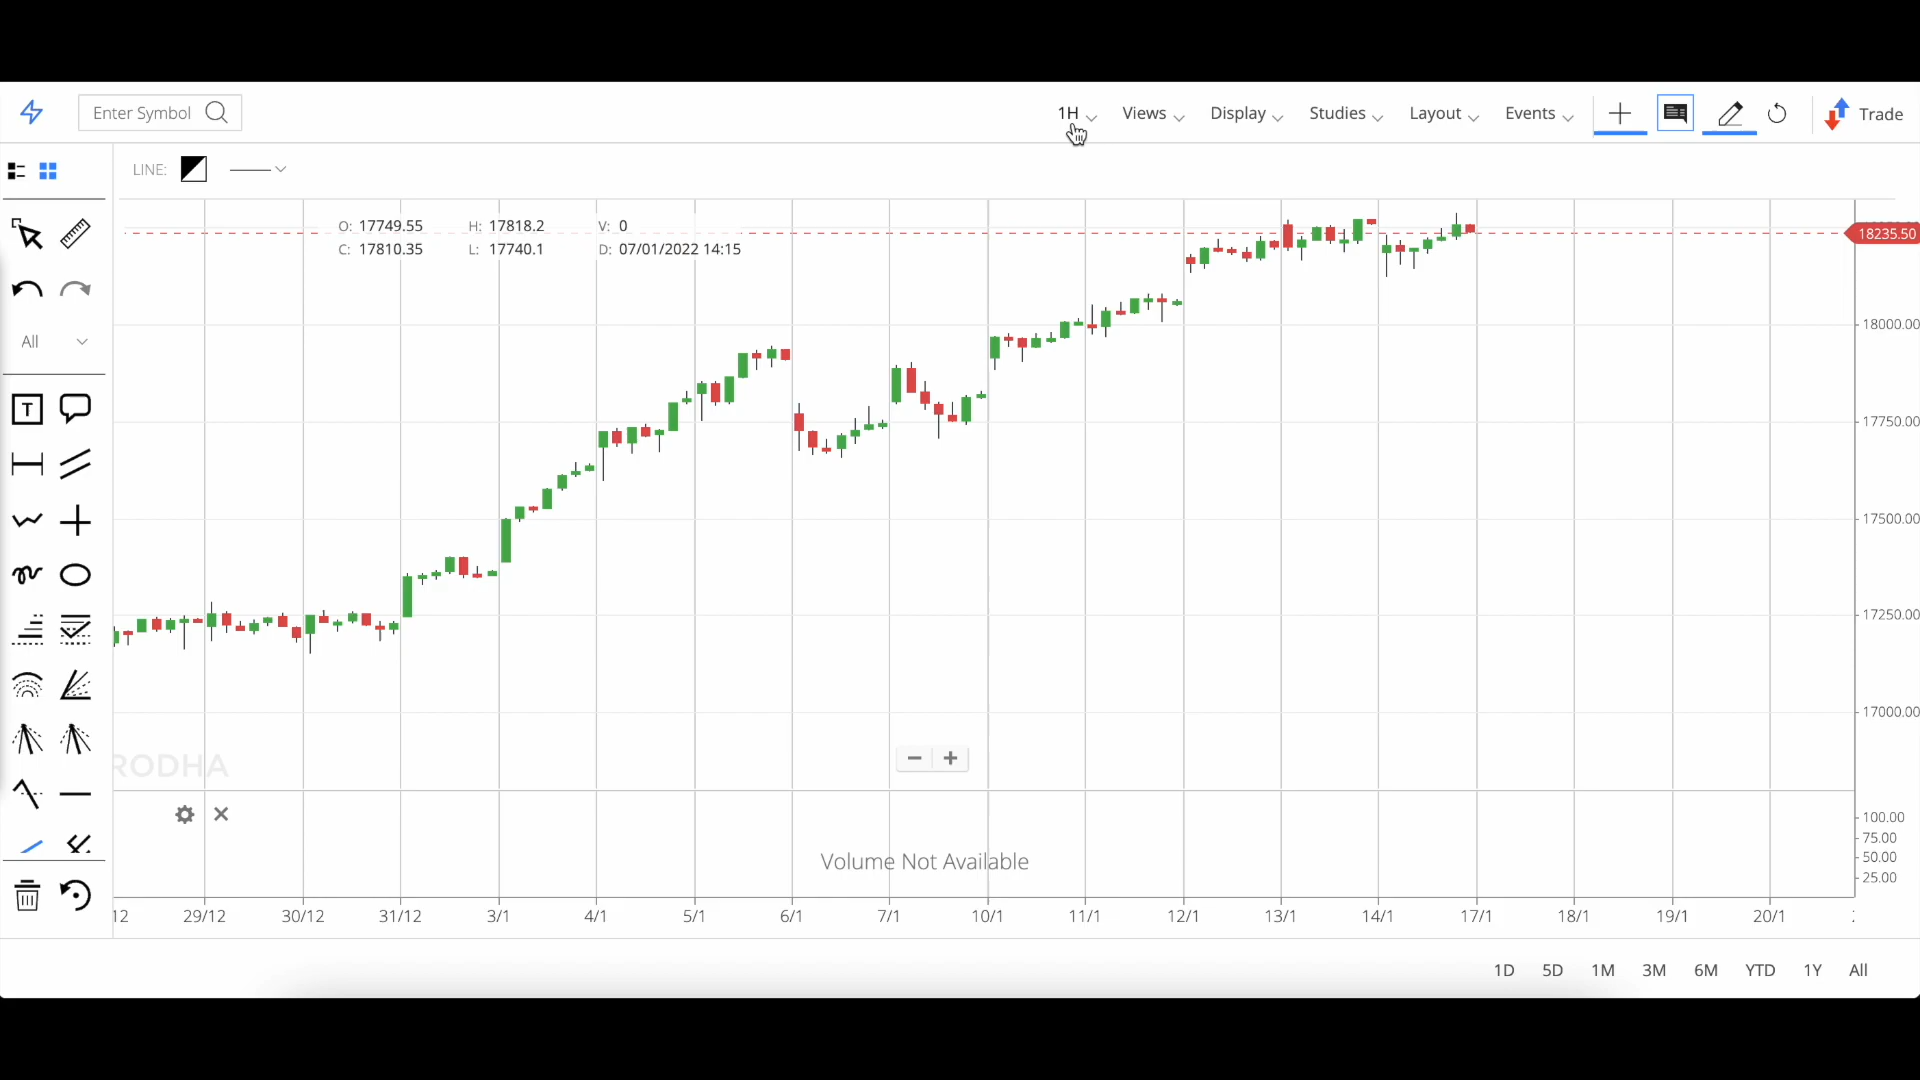 Enter Symbol
1H Views Display Studies Layout Events Trade
LINE:
O: 17749.55 H: 17818.2 V: 0
C: 17810.35 L: 17740.1 D: 07/01/2022 14:15
18235.50
All
18000.00
T
17750.00
17500.00
17250.00
17000.00
RODHA
100.00
75.00
Volume Not Available
50.00
25.00
12 29/12 30/12 31/12 3/1 4/1 5/1 6/1 7/1 10/1 11/1 12/1 13/1 14/1 17/1 18/1 19/1 20/1
1D 5D 1M 3M 6M YTD 1Y All